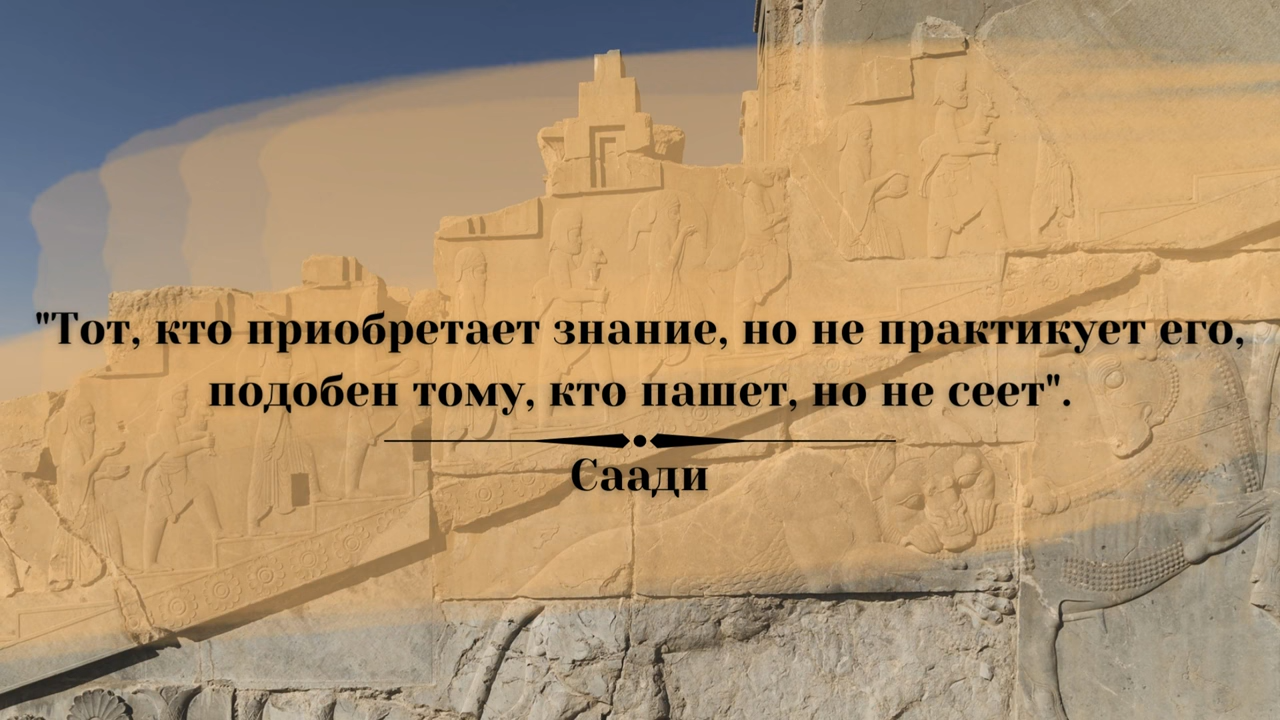 "Тот, кто приобретает знание, но не практикует его,
подобен тому, кто пашет, но не сеет".
Саади